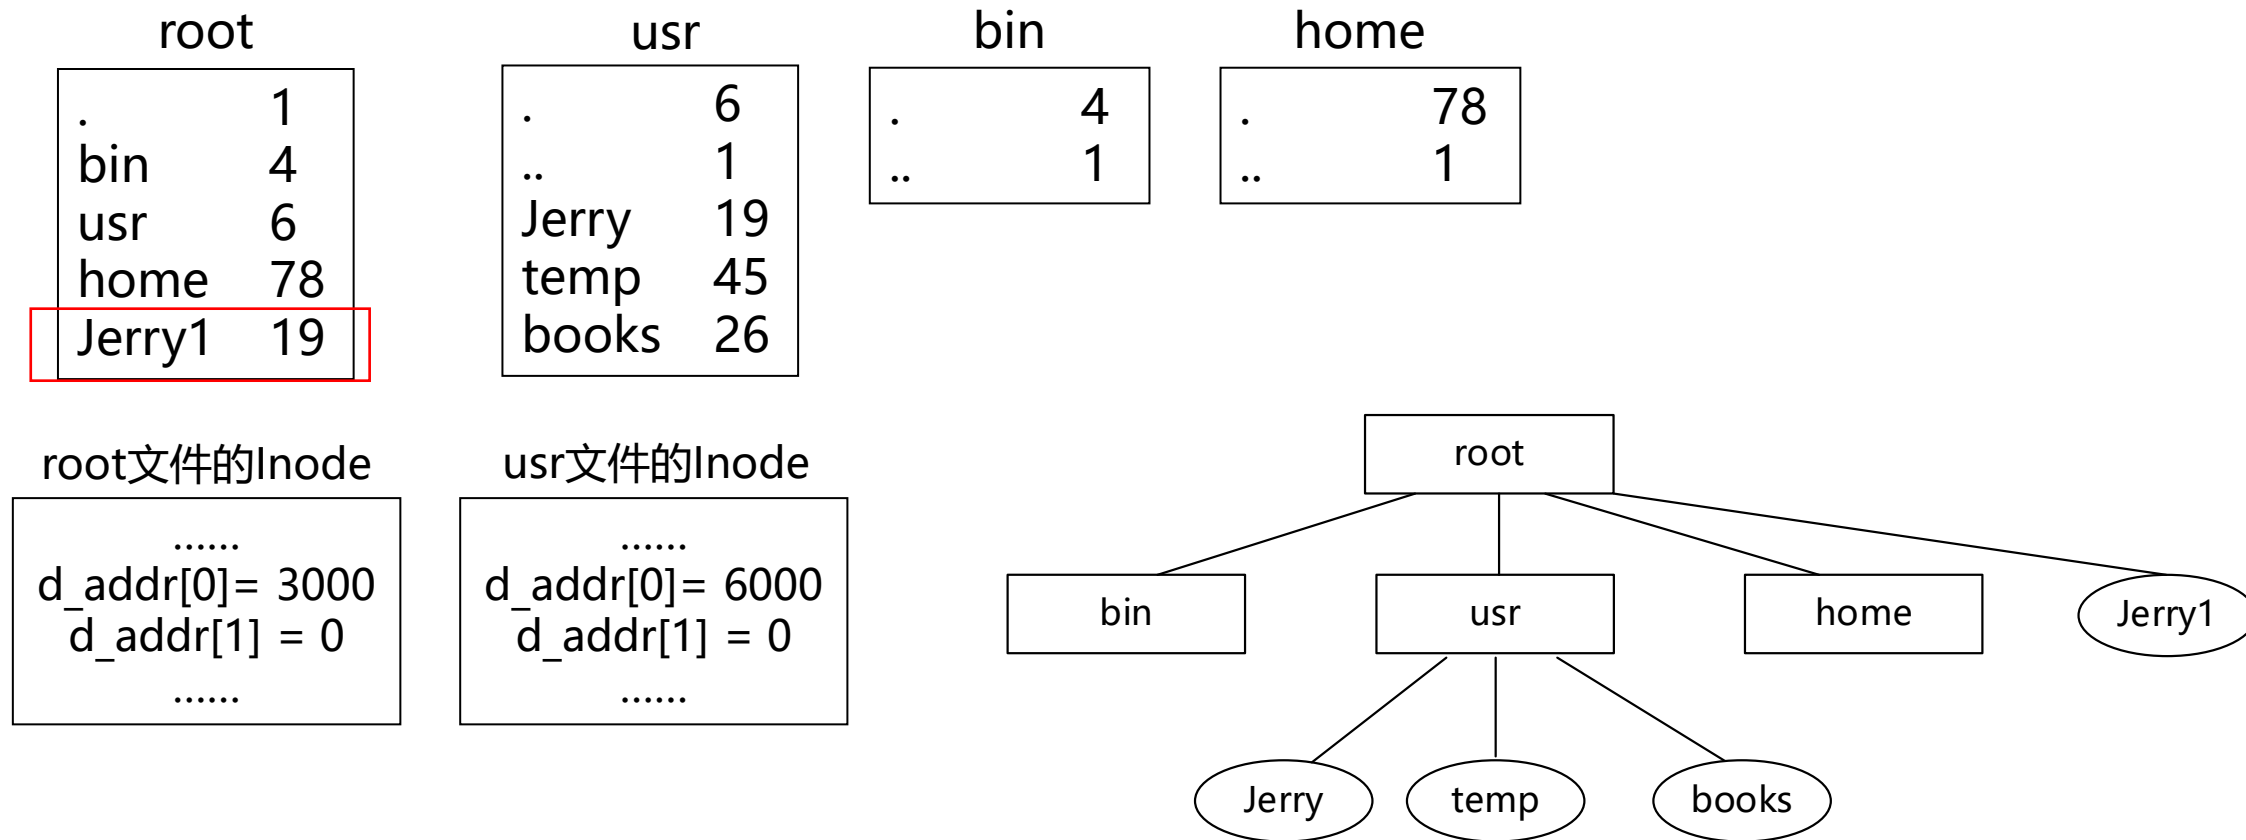 root
. 1
bin 4
usr 6
home 78
Jerry1 19
usr
. 6
.. 1
Jerry 19
temp 45
books 26
bin
. 4
.. 1
home
. 78
.. 1
root文件的Inode
......
d_addr[0]= 3000
d_addr[1] = 0
......
usr文件的Inode
......
d_addr[0]= 6000
d_addr[1] = 0
......
root
bin
usr
home
Jerry1
Jerry
temp
books